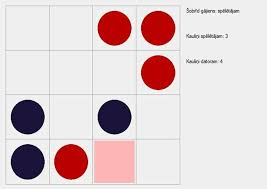 Šobrīd gājiens: spēlētājam
Kauliņi spēlētājam: 3
Kauliņi datoram: 4